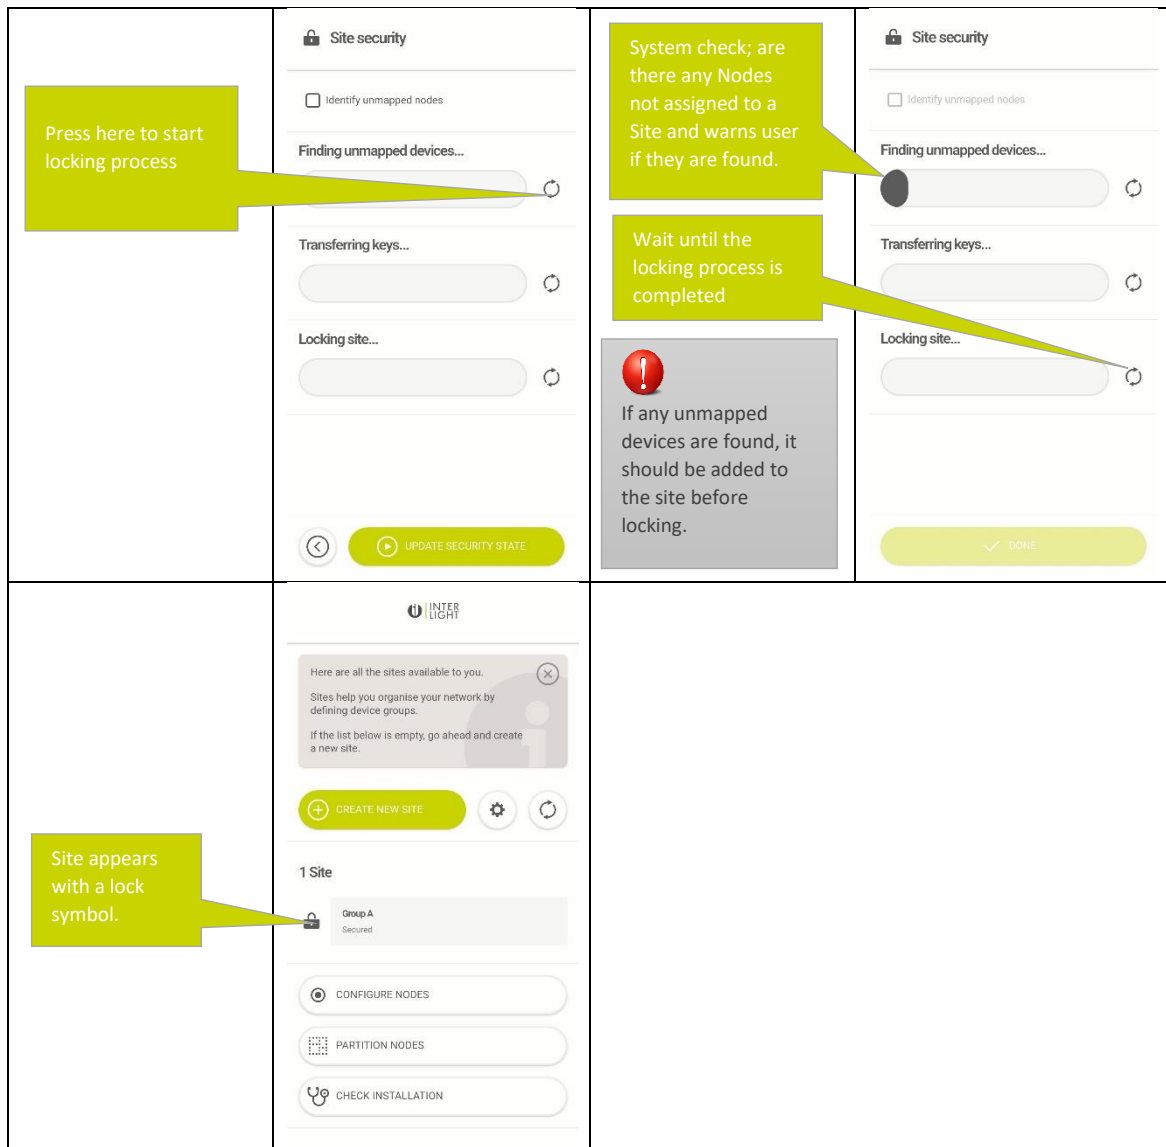 Press here to start
locking process
Site security
Identify unmapped nodes
Finding unmapped devices...
Transferring keys...
Locking site...
UPDATE SECURITY STATE
System check; are
there any Nodes
not assigned to a
Site and warns user
if they are found.
Wait until the
locking process is
completed
If any unmapped
devices are found, it
should be added to
the site before
locking.
Site security
Identify unmapped nodes
Finding unmapped devices...
Transferring keys...
Locking site...
DONE
Site appears
with a lock
symbol.
INTER
LIGHT
Here are all the sites available to you.
Sites help you organise your network by
defining device groups.
If the list below is empty, go ahead and create
a new site.
CREATE NEW SITE
1 Site
Group A
Secured
CONFIGURE NODES
PARTITION NODES
CHECK INSTALLATION